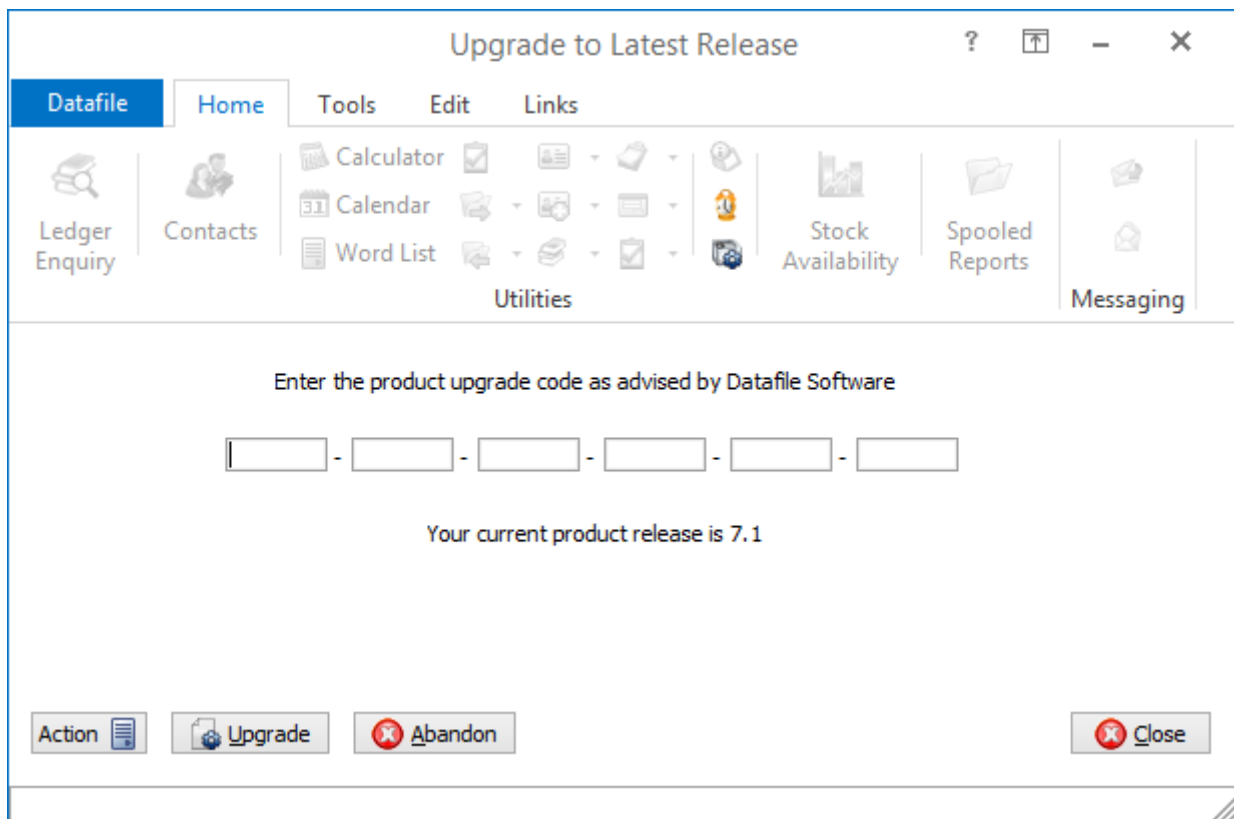 Upgrade to Latest Release
Datafile Home Tools Edit Links
Ledger Enquiry
Contacts
Calculator
31 Calendar
Word List
Stock Availability
Spooled Reports
Utilities
Messaging
Enter the product upgrade code as advised by Datafile Software
- - - - -
Your current product release is 7.1
Action Upgrade Abandon Close